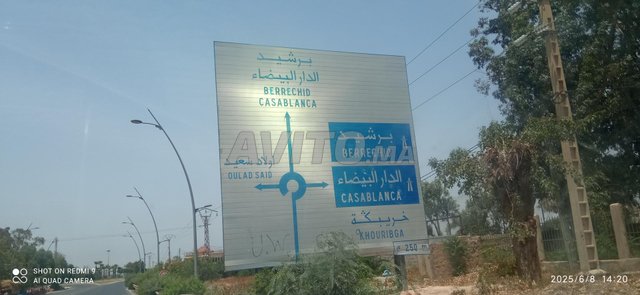 برشيد
الدار البيضاء
BERRECHID
CASABLANCA
اولاد سعيد
OULAD SAID
برشيد
BERRECHID
الدار البيضاء
CASABLANCA
خريبكة
KHOURIBGA
à 250 m
AVITO.MA
SHOT ON REDMI 9
AI QUAD CAMERA
2025/6/8 14:20